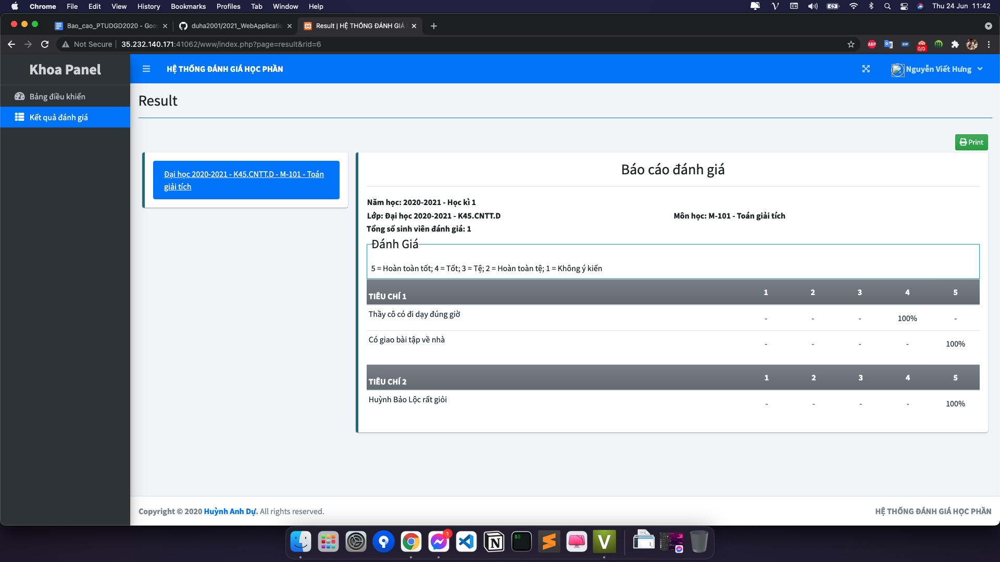 Chrome File Edit View History Bookmarks Profiles Tab Window Help Thu 24 Jun 11:42
Bao_cao_PTUDGD2020 - Goo duha2001/2021_WebApplicatio Result | HỆ THỐNG ĐÁNH GIÁ
Not Secure 35.232.140.171:41062/www/index.php?page=result&rid=6
ABP ZIP 0/0
Khoa Panel HỆ THỐNG ĐÁNH GIÁ HỌC PHẦN Nguyễn Viết Hưng
Bảng điều khiển
Kết quả đánh giá
Result
Print
Đại học 2020-2021 - K45.CNTT.D - M-101 - Toán
giải tích
Báo cáo đánh giá
Năm học: 2020-2021 - Học kì 1
Lớp: Đại học 2020-2021 - K45.CNTT.D Môn học: M-101 - Toán giải tích
Tổng số sinh viên đánh giá: 1
Đánh Giá
5 = Hoàn toàn tốt; 4 = Tốt; 3 = Tệ; 2 = Hoàn toàn tệ; 1 = Không ý kiến
TIÊU CHÍ 1 1 2 3 4 5
Thầy cô có đi dạy đúng giờ - - - 100% -
Có giao bài tập về nhà - - - - 100%
TIÊU CHÍ 2 1 2 3 4 5
Huỳnh Bảo Lộc rất giỏi - - - - 100%
Copyright © 2020 Huỳnh Anh Dự. All rights reserved. HỆ THỐNG ĐÁNH GIÁ HỌC PHẦN
1